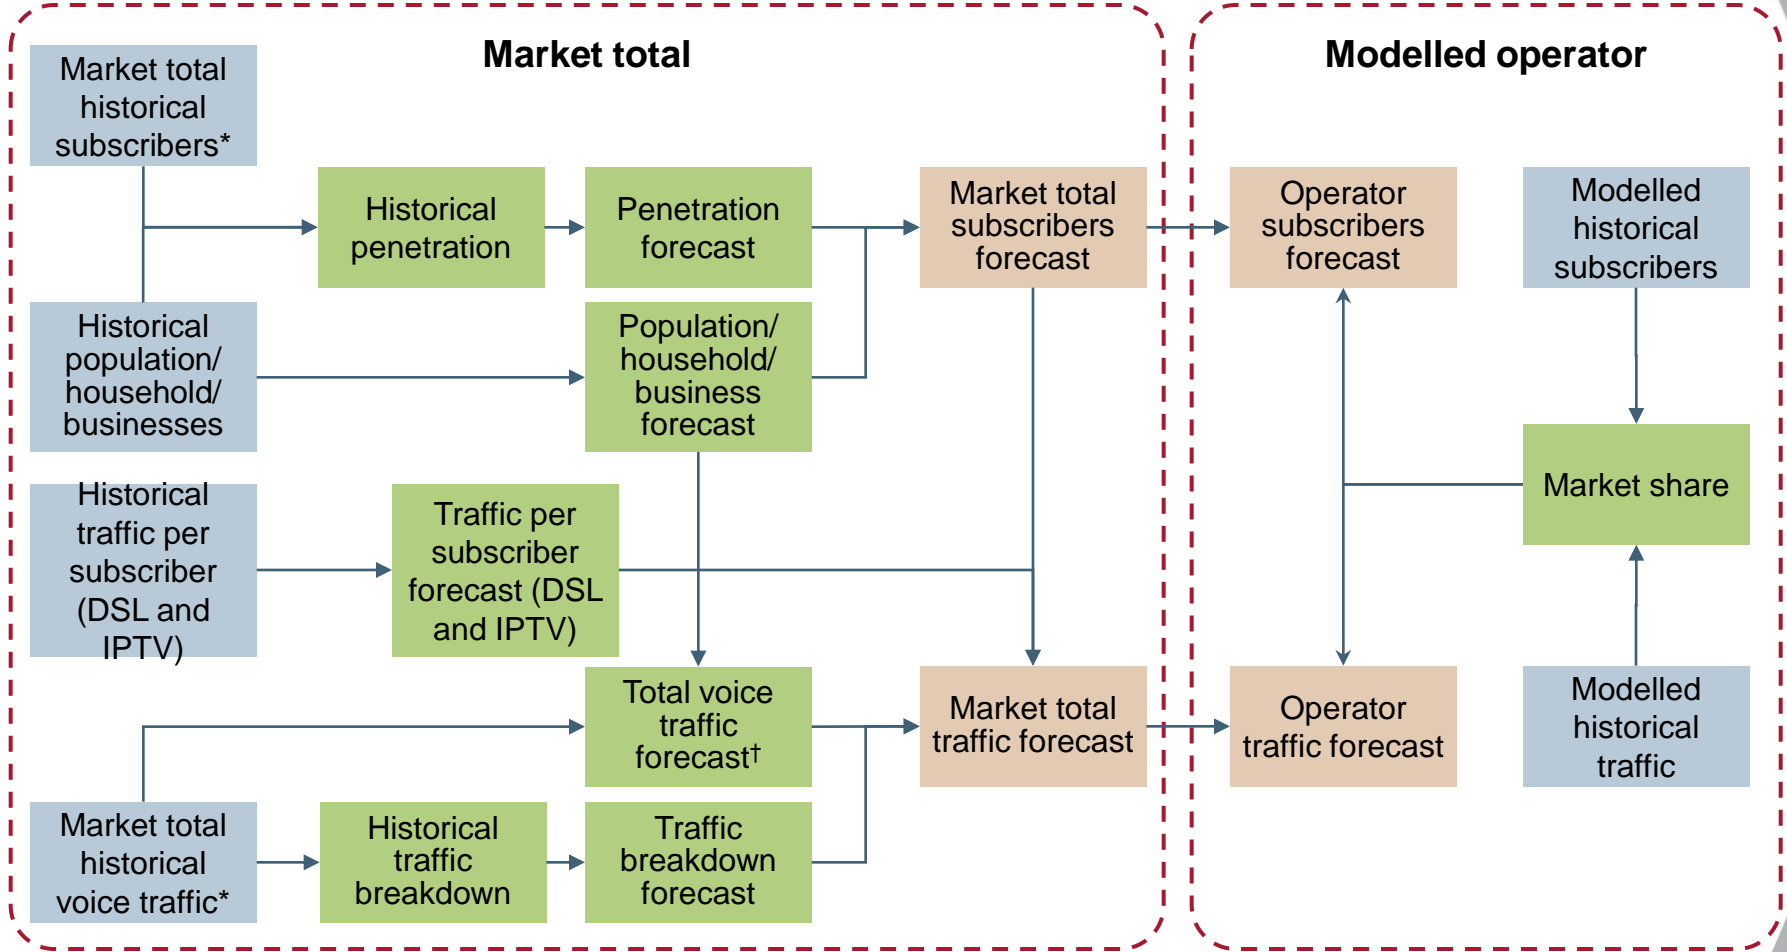 Market total
Modelled operator
Market total
historical
subscribers*
Historical
penetration
Penetration
forecast
Market total
subscribers
forecast
Operator
subscribers
forecast
Modelled
historical
subscribers
Historical
population/
household/
businesses
Population/
household/
business
forecast
Market share
Historical
traffic per
subscriber
(DSL and
IPTV)
Traffic per
subscriber
forecast (DSL
and IPTV)
Total voice
traffic
forecast†
Market total
traffic forecast
Operator
traffic forecast
Modelled
historical
traffic
Market total
historical
voice traffic*
Historical
traffic
breakdown
Traffic
breakdown
forecast